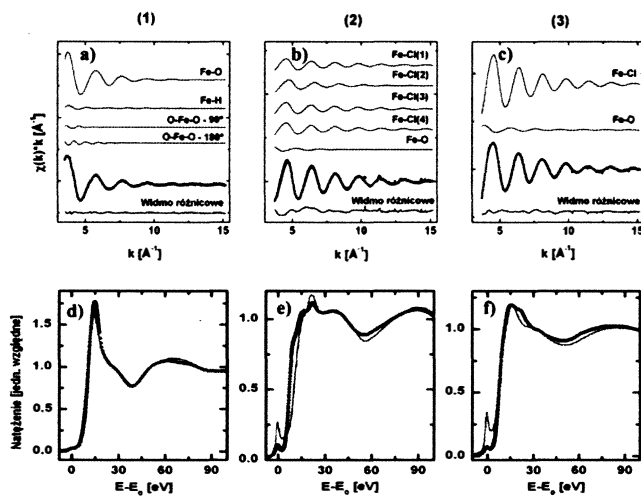 (1) (2) (3)
a) b) c)
Fe-O
Fe-H
O-Fe-O - 90°
O-Fe-O - 180°
Widmo różnicowe
Fe-Cl(1)
Fe-Cl(2)
Fe-Cl(3)
Fe-Cl(4)
Fe-O
Widmo różnicowe
Fe-Cl
Fe-O
Widmo różnicowe
χ(k)*k [Å⁻¹]
5 10 15
5 10 15
5 10 15
k [Å⁻¹] k [Å⁻¹] k [Å⁻¹]
d) e) f)
Natężenie [jedn. względne]
1.5
1.0
0.5
0.0
1.0
0.5
0.0
1.0
0.5
0.0
0 30 60 90
0 30 60 90
0 30 60 90
E-E₀ [eV] E-E₀ [eV] E-E₀ [eV]